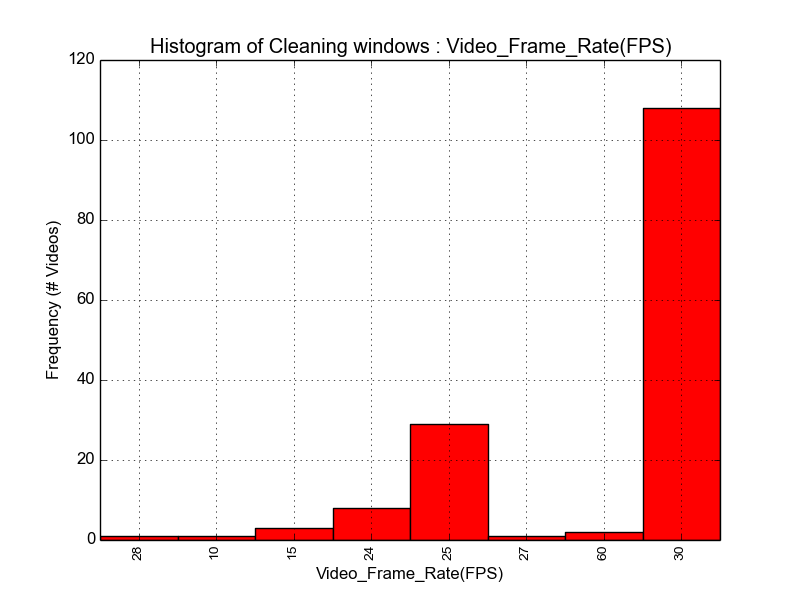 Histogram of Cleaning windows : Video_Frame_Rate(FPS)
120
100
80
60
40
20
0
Frequency (# Videos)
28 10 15 24 25 27 60 30
Video_Frame_Rate(FPS)